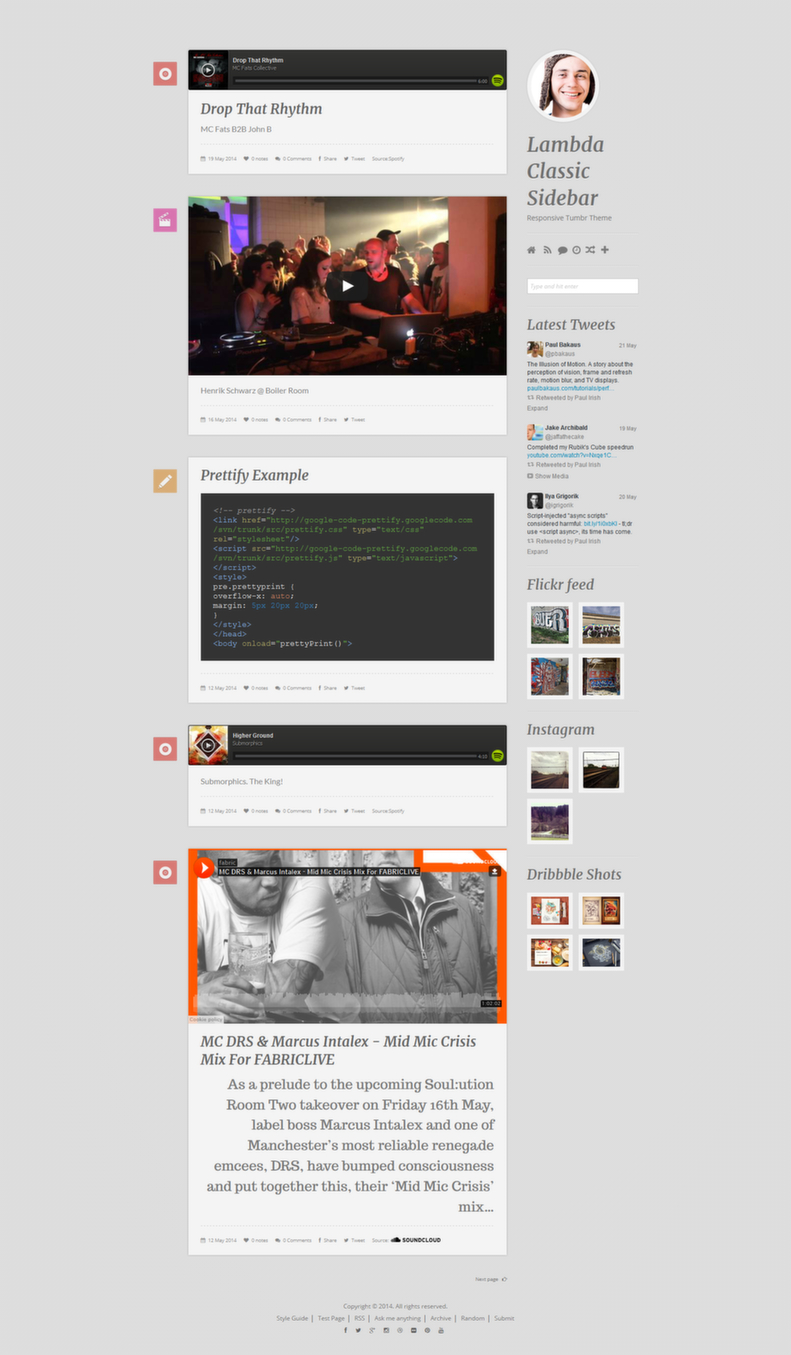 Drop That Rhythm
MC Fats Collective
Drop That Rhythm
MC Fats B2B John B
19 May 2014 0 notes 0 Comments Share Tweet Source:Spotify
Henrik Schwarz @ Boiler Room
16 May 2014 0 notes 0 Comments Share Tweet
Prettify Example
<!-- prettify -->
<link href="http://google-code-prettify.googlecode.com
/svn/trunk/src/prettify.css" type="text/css"
rel="stylesheet"/>
<script src="http://google-code-prettify.googlecode.com
/svn/trunk/src/prettify.js" type="text/javascript">
</script>
<style>
pre.prettyprint {
overflow-x: auto;
margin: 5px 20px 20px;
}
</style>
</head>
<body onload="prettyPrint()">
12 May 2014 0 notes 0 Comments Share Tweet
Higher Ground
Submorphics
Submorphics. The King!
12 May 2014 0 notes 0 Comments Share Tweet Source:Spotify
fabric
MC DRS & Marcus Intalex - Mid Mic Crisis Mix For FABRICLIVE
1:02:02
Cookie policy
MC DRS & Marcus Intalex - Mid Mic Crisis
Mix For FABRICLIVE
As a prelude to the upcoming Soul:ution
Room Two takeover on Friday 16th May,
label boss Marcus Intalex and one of
Manchester's most reliable renegade
emcees, DRS, have bumped consciousness
and put together this, their ‘Mid Mic Crisis’
mix...
12 May 2014 0 notes 0 Comments Share Tweet Source: SOUNDCLOUD
Next page
Lambda
Classic
Sidebar
Responsive Tumbr Theme
Type and hit enter
Latest Tweets
Paul Bakaus 21 May
@pbakaus
The Illusion of Motion. A story about the
perception of vision, frame and refresh
rate, motion blur, and TV displays.
paulbakaus.com/tutorials/perf...
Retweeted by Paul Irish
Expand
Jake Archibald 19 May
@jaffathecake
Completed my Rubik's Cube speedrun
Retweeted by Paul Irish
Show Media
Ilya Grigorik 20 May
@igrigorik
Script-injected "async scripts"
considered harmful. - tl;dr
use <script async>, its time has come.
Retweeted by Paul Irish
Expand
Flickr feed
Instagram
Dribbble Shots
Copyright © 2014. All rights reserved.
Style Guide | Test Page | RSS | Ask me anything | Archive | Random | Submit